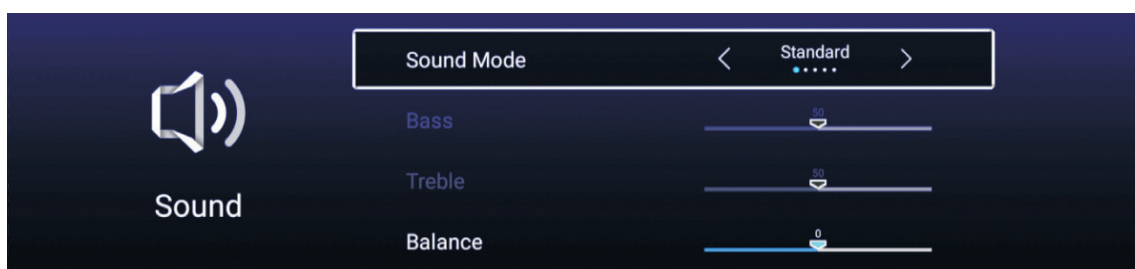 Sound Mode
Standard
Bass
50
Treble
50
Sound
Balance
0